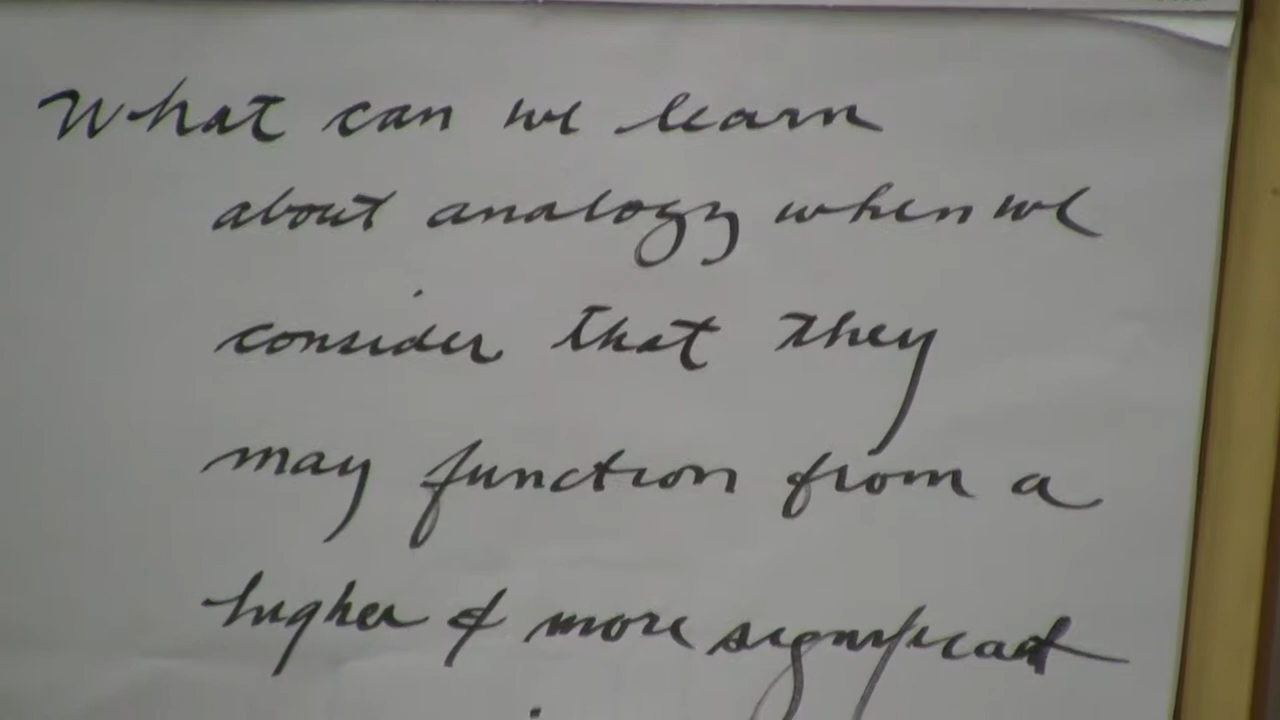 What can we learn
about analogy when we
consider that they
may function from a
higher & more significant